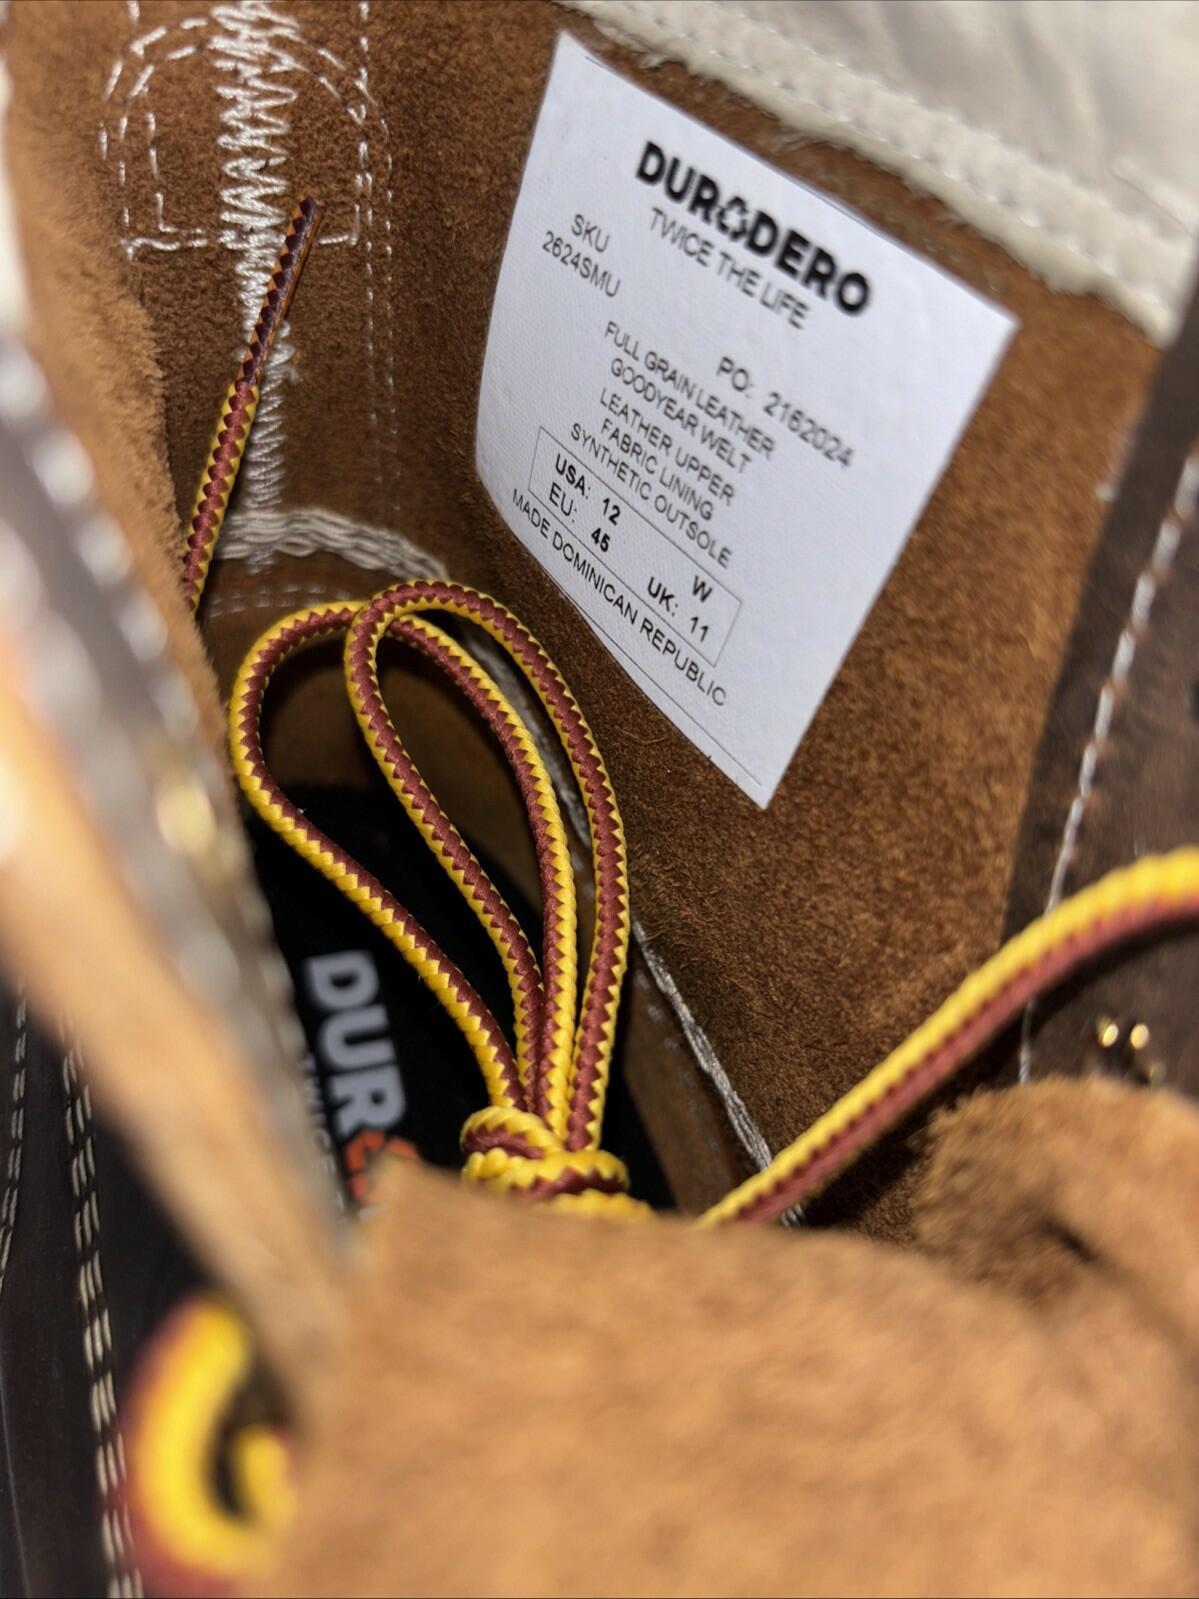 DURODERO
TWICE THE LIFE
SKU
2624SMU
PO: 2162024
FULL GRAIN LEATHER
GOODYEAR WELT
LEATHER UPPER
FABRIC LINING
SYNTHETIC OUTSOLE
USA: 12 W
EU: 45 UK: 11
MADE DOMINICAN REPUBLIC
DUR